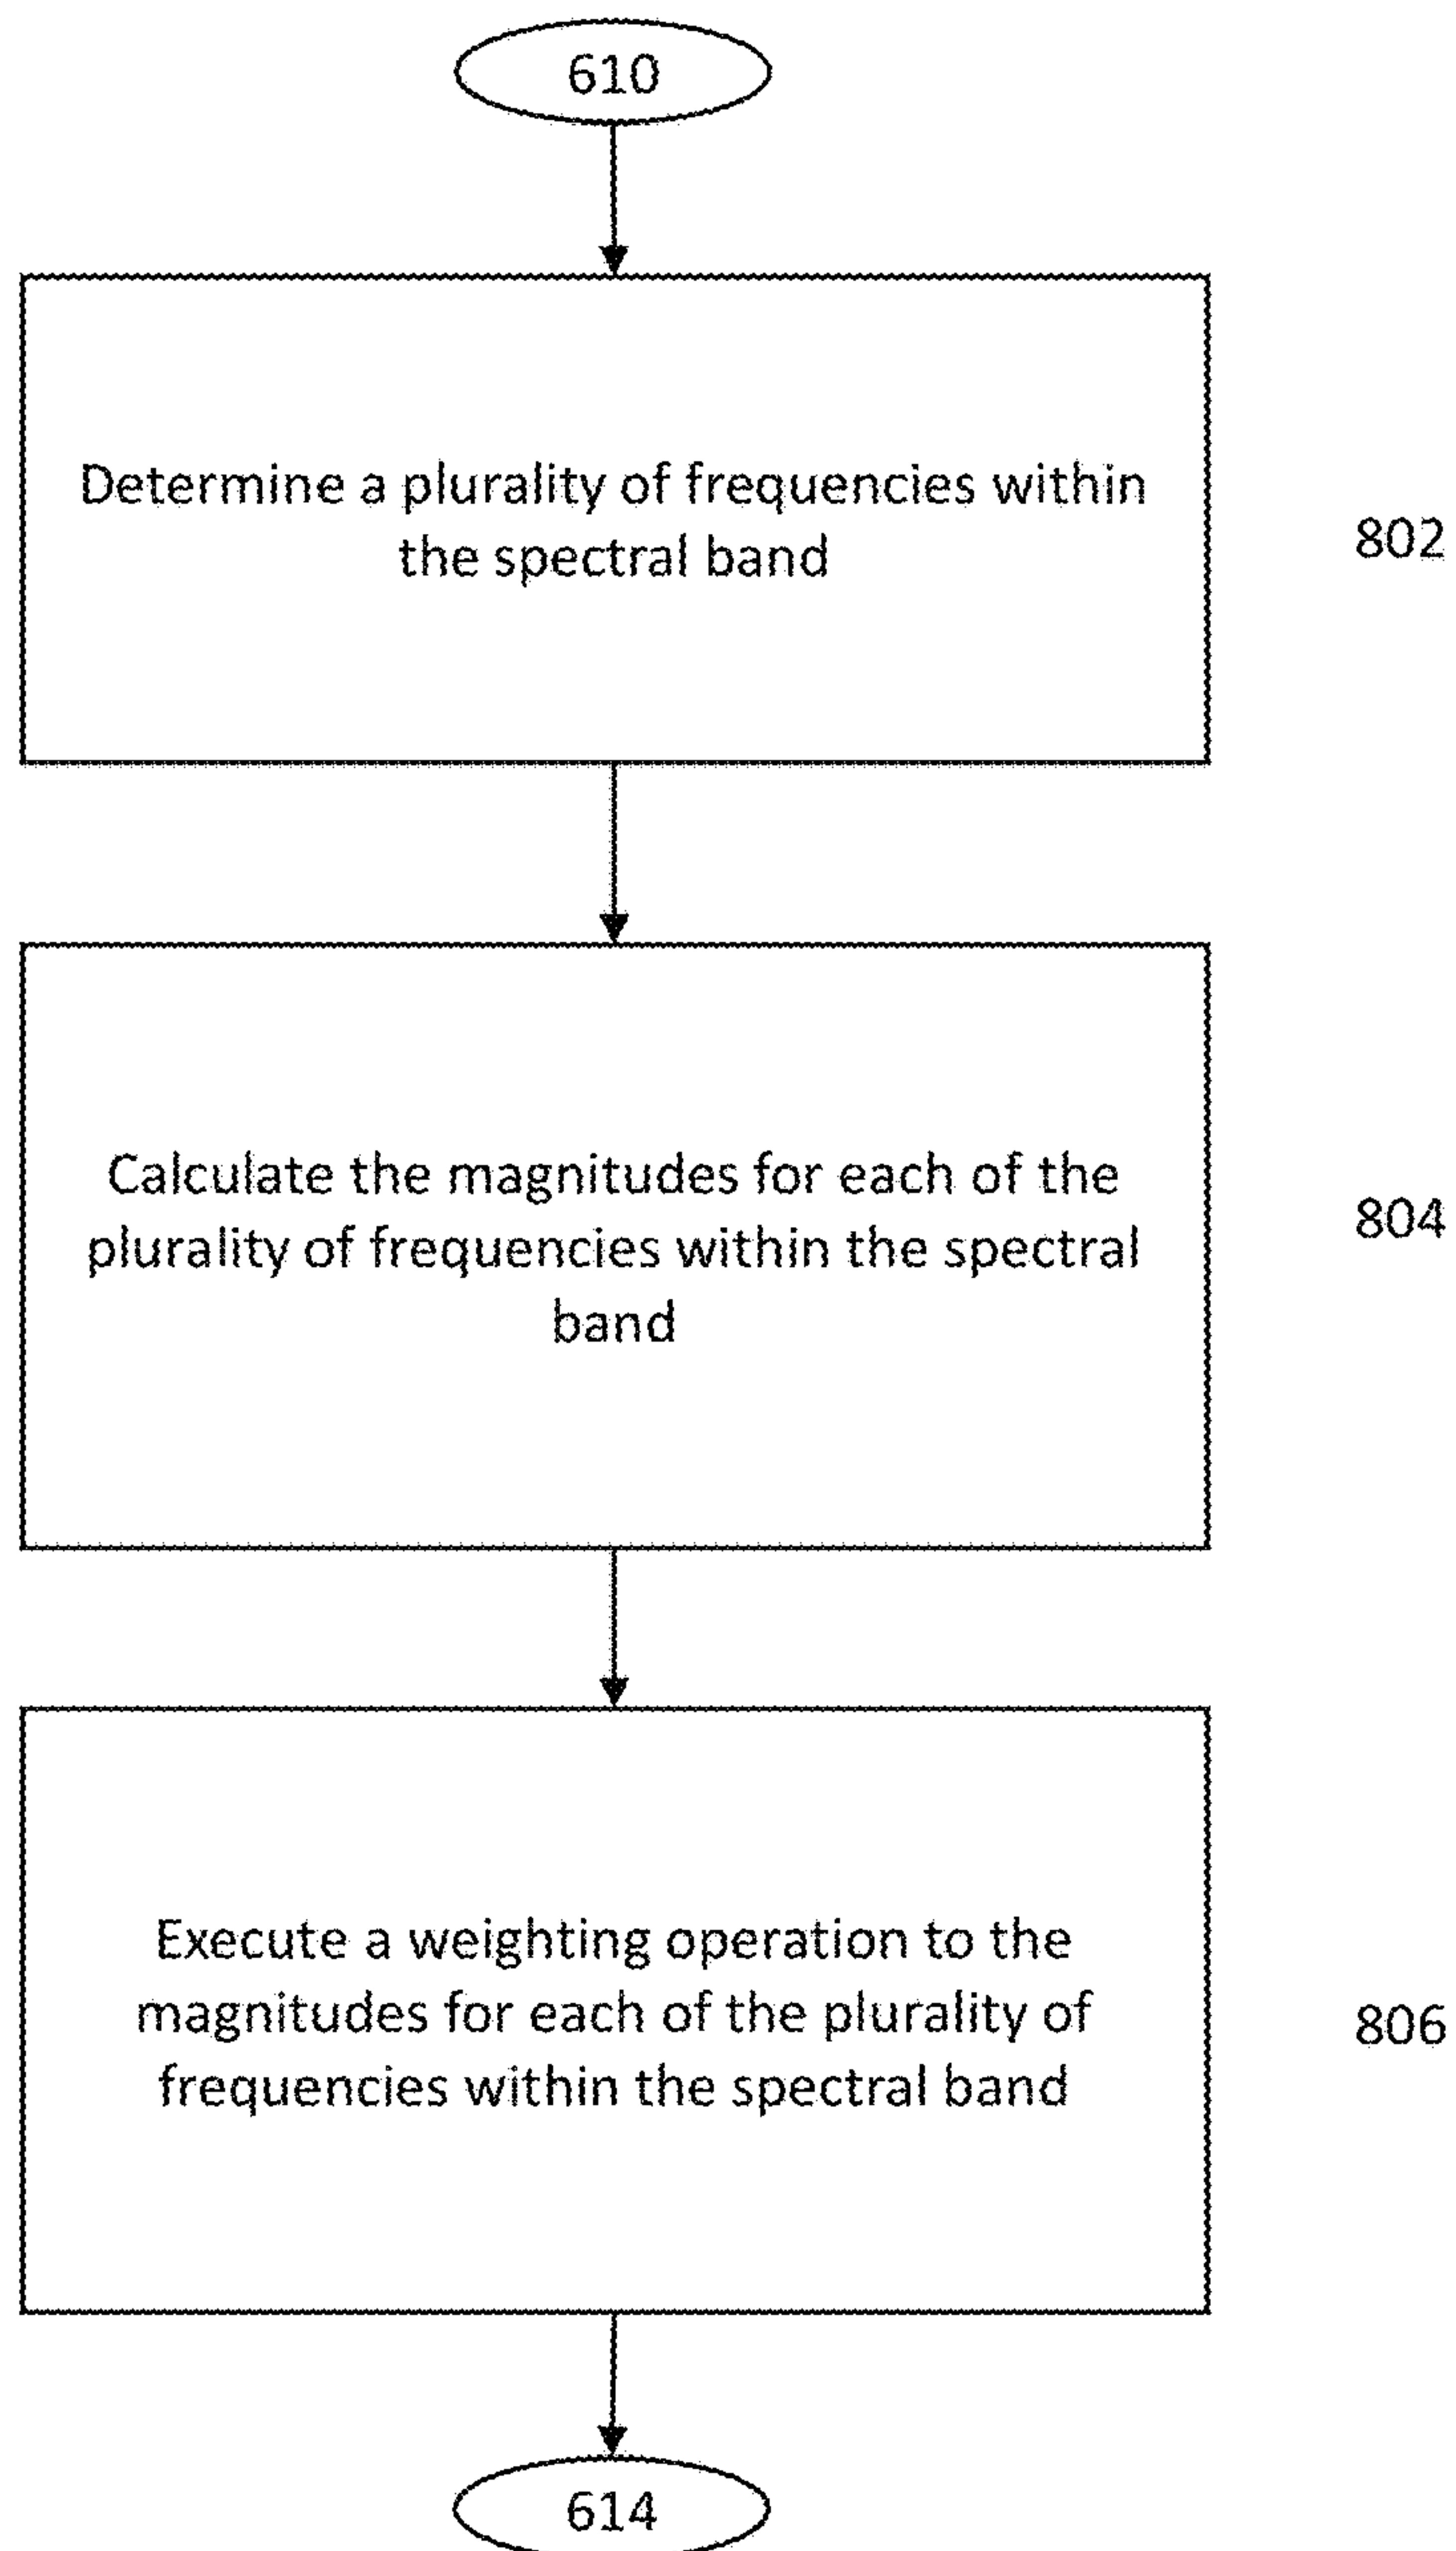 610
Determine a plurality of frequencies within
the spectral band
802
Calculate the magnitudes for each of the
plurality of frequencies within the spectral
band
804
Execute a weighting operation to the
magnitudes for each of the plurality of
frequencies within the spectral band
806
614